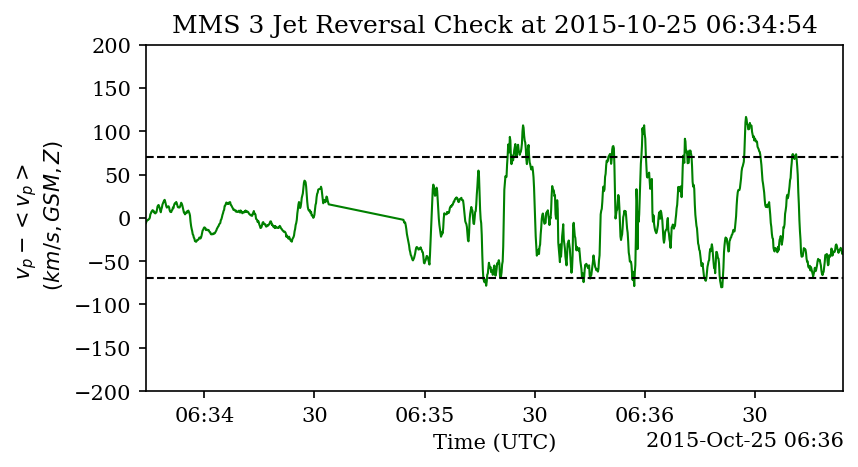 MMS 3 Jet Reversal Check at 2015-10-25 06:34:54
v_p − <v_p>
(km/s, GSM, Z)
200
150
100
50
0
−50
−100
−150
−200
06:34 30 06:35 30 06:36 30
Time (UTC) 2015-Oct-25 06:36